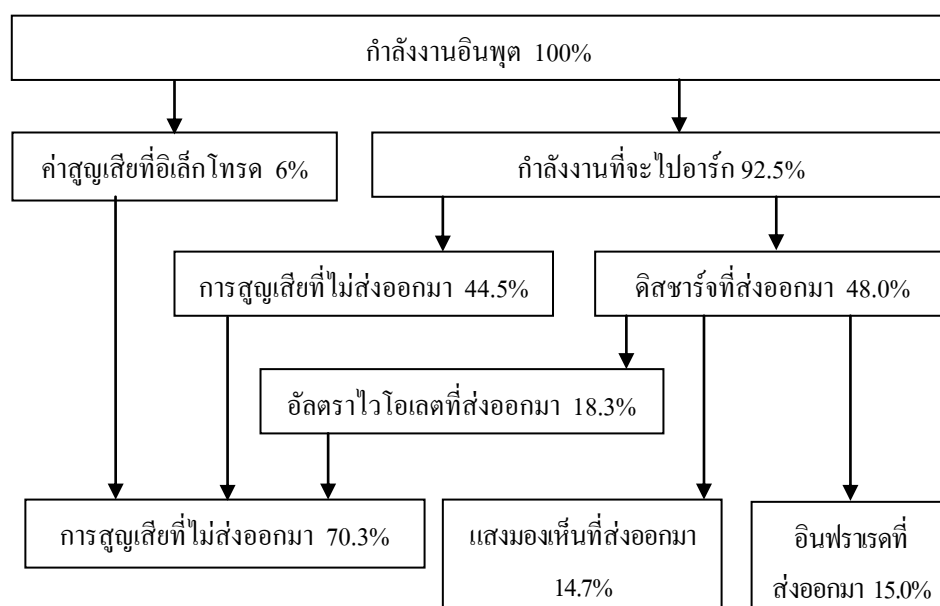 กำลังงานอินพุต 100%
ค่าสูญเสียที่อิเล็กโทรด 6%
กำลังงานที่จะไปอาร์ก 92.5%
การสูญเสียที่ไม่ส่งออกมา 44.5%
ดิสชาร์จที่ส่งออกมา 48.0%
อัลตราไวโอเลตที่ส่งออกมา 18.3%
การสูญเสียที่ไม่ส่งออกมา 70.3%
แสงมองเห็นที่ส่งออกมา
14.7%
อินฟราเรดที่
ส่งออกมา 15.0%